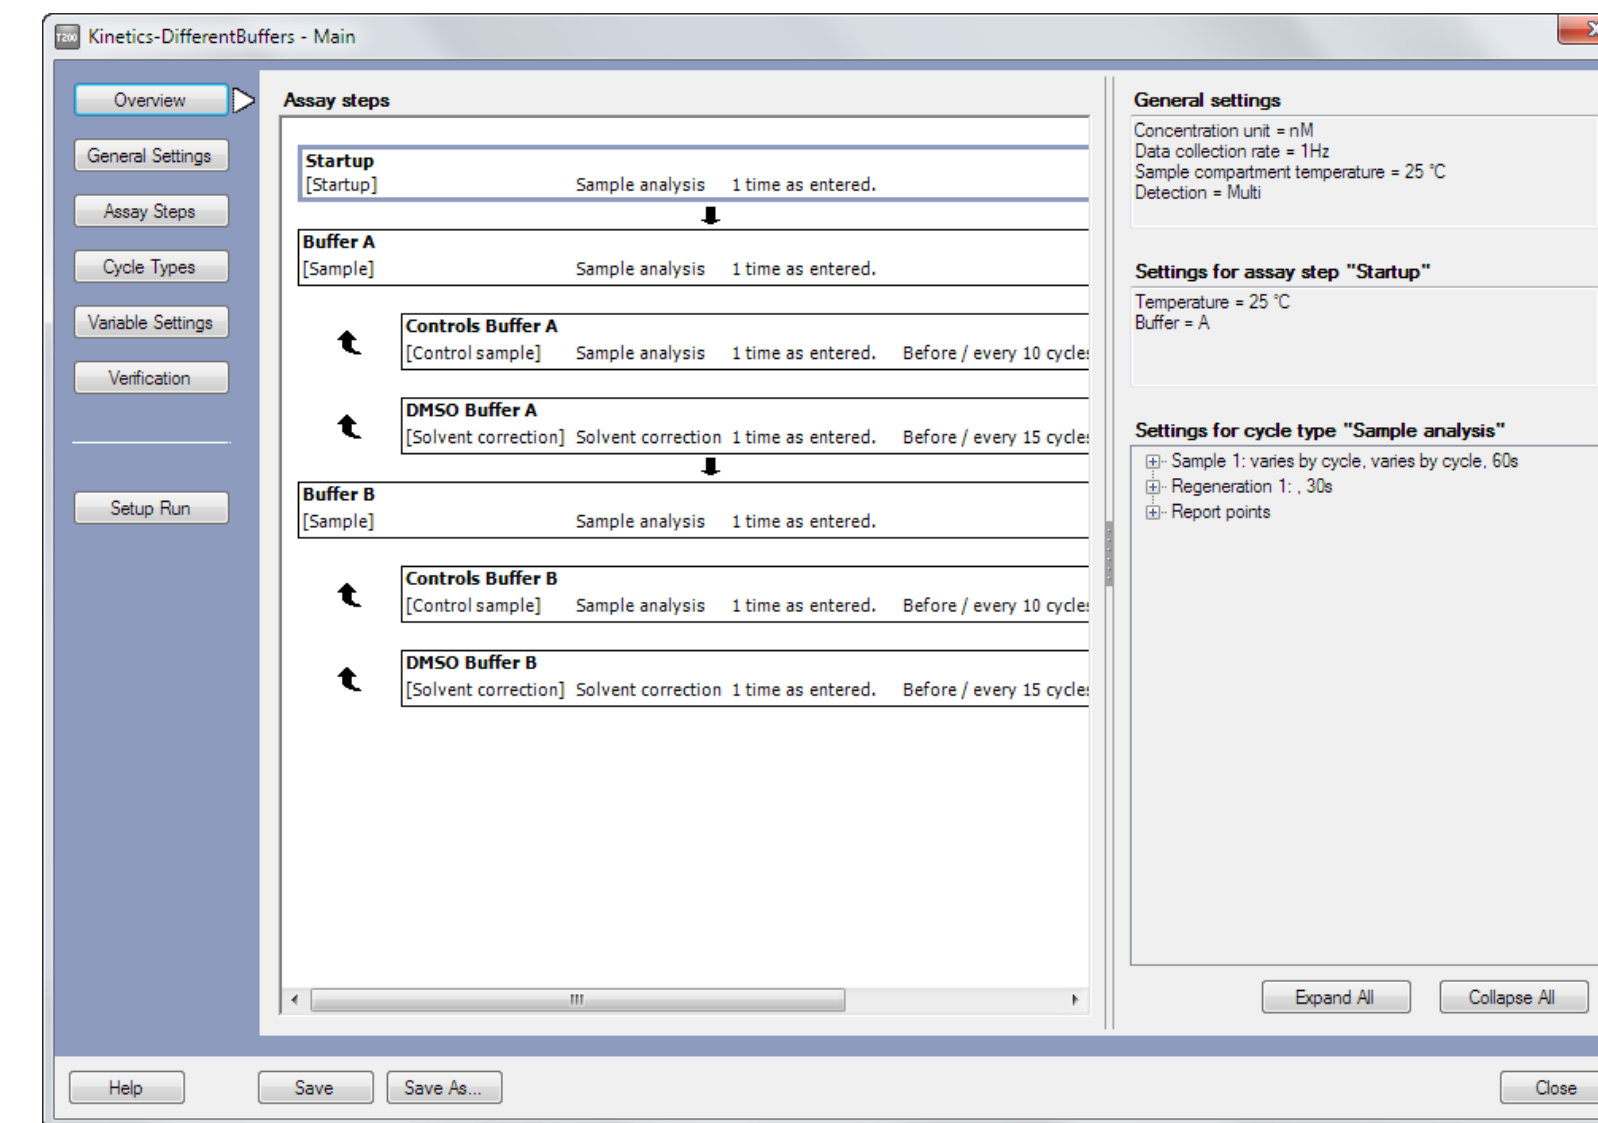 T200 Kinetics-DifferentBuffers - Main
Overview
General Settings
Assay Steps
Cycle Types
Variable Settings
Verification
Setup Run
Assay steps
Startup
[Startup] Sample analysis 1 time as entered.
Buffer A
[Sample] Sample analysis 1 time as entered.
Controls Buffer A
[Control sample] Sample analysis 1 time as entered. Before / every 10 cycles
DMSO Buffer A
[Solvent correction] Solvent correction 1 time as entered. Before / every 15 cycles
Buffer B
[Sample] Sample analysis 1 time as entered.
Controls Buffer B
[Control sample] Sample analysis 1 time as entered. Before / every 10 cycles
DMSO Buffer B
[Solvent correction] Solvent correction 1 time as entered. Before / every 15 cycles
General settings
Concentration unit = nM
Data collection rate = 1Hz
Sample compartment temperature = 25 °C
Detection = Multi
Settings for assay step "Startup"
Temperature = 25 °C
Buffer = A
Settings for cycle type "Sample analysis"
Sample 1: varies by cycle, varies by cycle, 60s
Regeneration 1: , 30s
Report points
Expand All Collapse All
Help Save Save As... Close